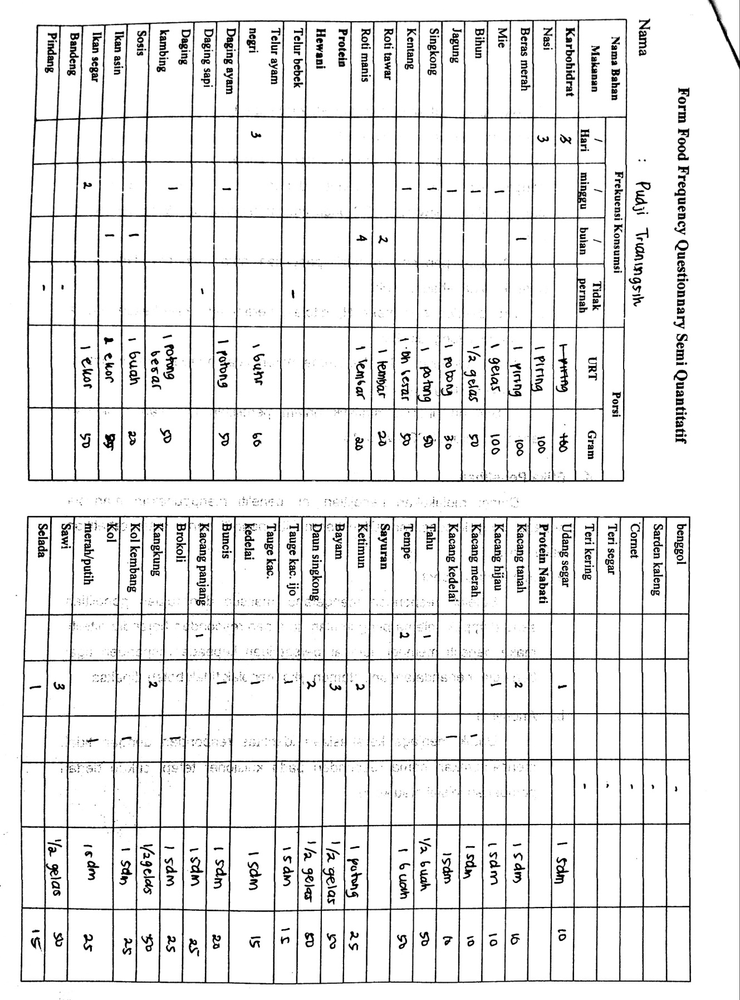 Form Food Frequency Questionnary Semi Quantitatif
Nama : Pudji Trianingsih
Nama Bahan Makanan Frekuensi Konsumsi Porsi
/ Hari / minggu / bulan Tidak pernah URT Gram
Karbohidrat 3 1 piring 100
Nasi 3 1 piring 100
Beras merah 1 1 piring 100
Mie 1 1 gelas 100
Bihun 1 1/2 gelas 50
Jagung 1 1 potong 30
Singkong 1 1 potong 50
Kentang 1 1 bh besar 50
Roti tawar 2 1 lembar 20
Roti manis 4 1 lembar 20
Protein
Hewani
Telur bebek -
Telur ayam
negri 3 1 butir 60
Daging ayam 1 1 potong 50
Daging sapi -
Daging
kambing 1 1 potong besar 50
Sosis 1 1 buah 20
Ikan asin 1 2 ekor
Ikan segar 2 1 ekor 50
Bandeng -
Pindang -
benggol -
Sarden kaleng -
Cornet -
Teri segar -
Teri kering -
Udang segar 1 1 sdm 10
Protein Nabati
Kacang tanah 2 1 sdm 10
Kacang hijau 1 1 sdm 10
Kacang merah 1 1 sdm 10
Kacang kedelai 1 1 sdm 10
Tahu 1 1/2 buah 50
Tempe 2 1 buah 50
Sayuran
Ketimun 2 1 potong 25
Bayam 3 1/2 gelas 50
Daun singkong 2 1/2 gelas 50
Tauge kac. ijo 1 1 sdm 15
Tauge kac.
kedelai 1 1 sdm 15
Buncis 1 1 sdm 20
Kacang panjang 1 1 sdm 25
Brokoli 1 1 sdm 25
Kangkung 2 1/2 gelas 50
Kol kembang 1 1 sdm 25
Kol
merah/putih 1 1 sdm 25
Sawi 3 1/2 gelas 50
Selada 1 15